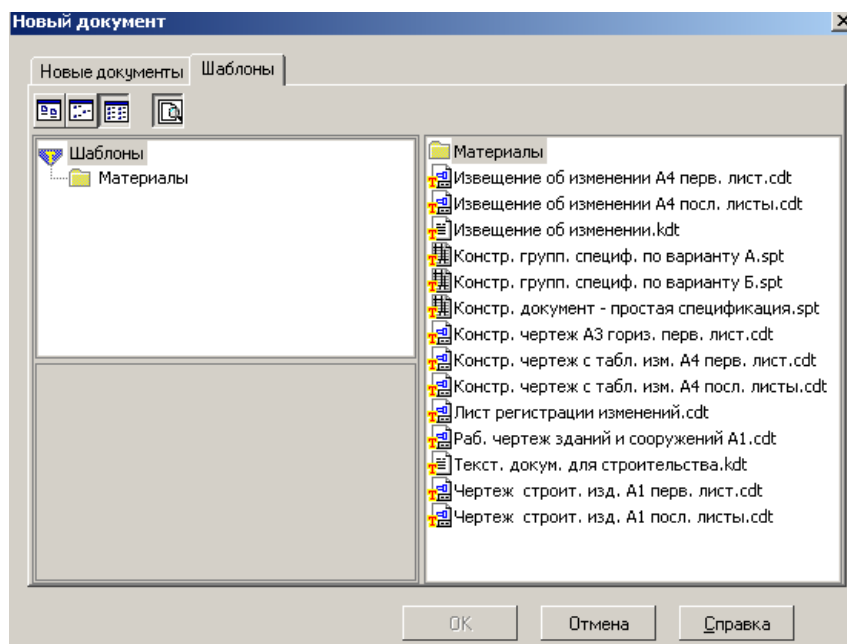 Новый документ
Новые документы
Шаблоны
Шаблоны
Материалы
Материалы
Извещение об изменении А4 перв. лист.cdt
Извещение об изменении А4 посл. листы.cdt
Извещение об изменении.kdt
Констр. групп. специф. по варианту А.spt
Констр. групп. специф. по варианту Б.spt
Констр. документ - простая спецификация.spt
Констр. чертеж А3 гориз. перв. лист.cdt
Констр. чертеж с табл. изм. А4 перв. лист.cdt
Констр. чертеж с табл. изм. А4 посл. листы.cdt
Лист регистрации изменений.cdt
Раб. чертеж зданий и сооружений А1.cdt
Текст. докум. для строительства.kdt
Чертеж строит. изд. А1 перв. лист.cdt
Чертеж строит. изд. А1 посл. листы.cdt
OK
Отмена
Справка